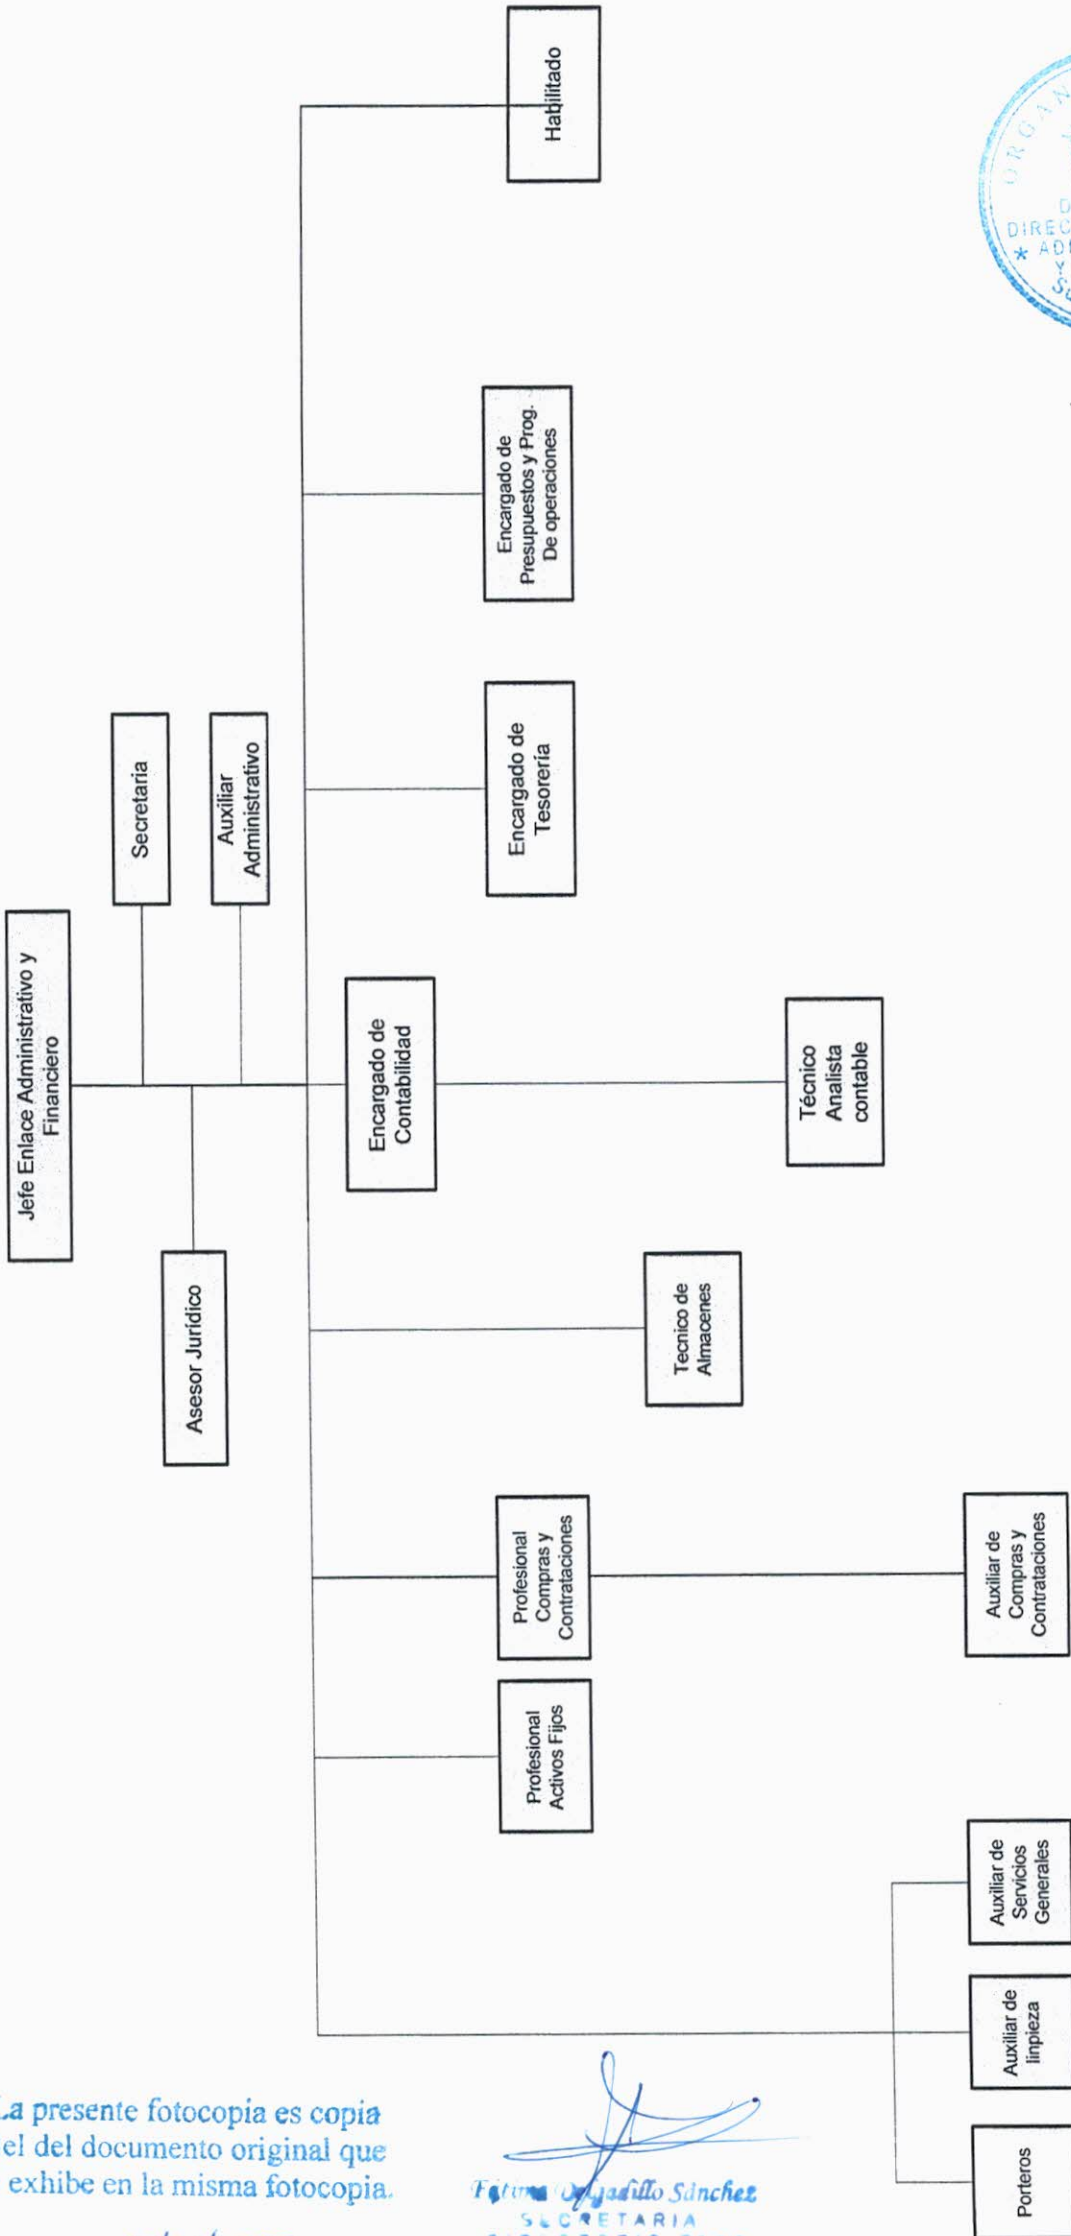 Jefe Enlace Administrativo y
Financiero
Secretaria
Auxiliar
Administrativo
Asesor Jurídico
Porteros
Auxiliar de
linpieza
Auxiliar de
Servicios
Generales
Profesional
Activos Fijos
Profesional
Compras y
Contrataciones
Auxiliar de
Compras y
Contrataciones
Tecnico de
Almacenes
Encargado de
Contabilidad
Técnico
Analista
contable
Encargado de
Tesorería
Encargado de
Presupuestos y Prog.
De operaciones
Habilitado
La presente fotocopia es copia
el del documento original que
exhibe en la misma fotocopia.
Sánchez
SECRETARIA